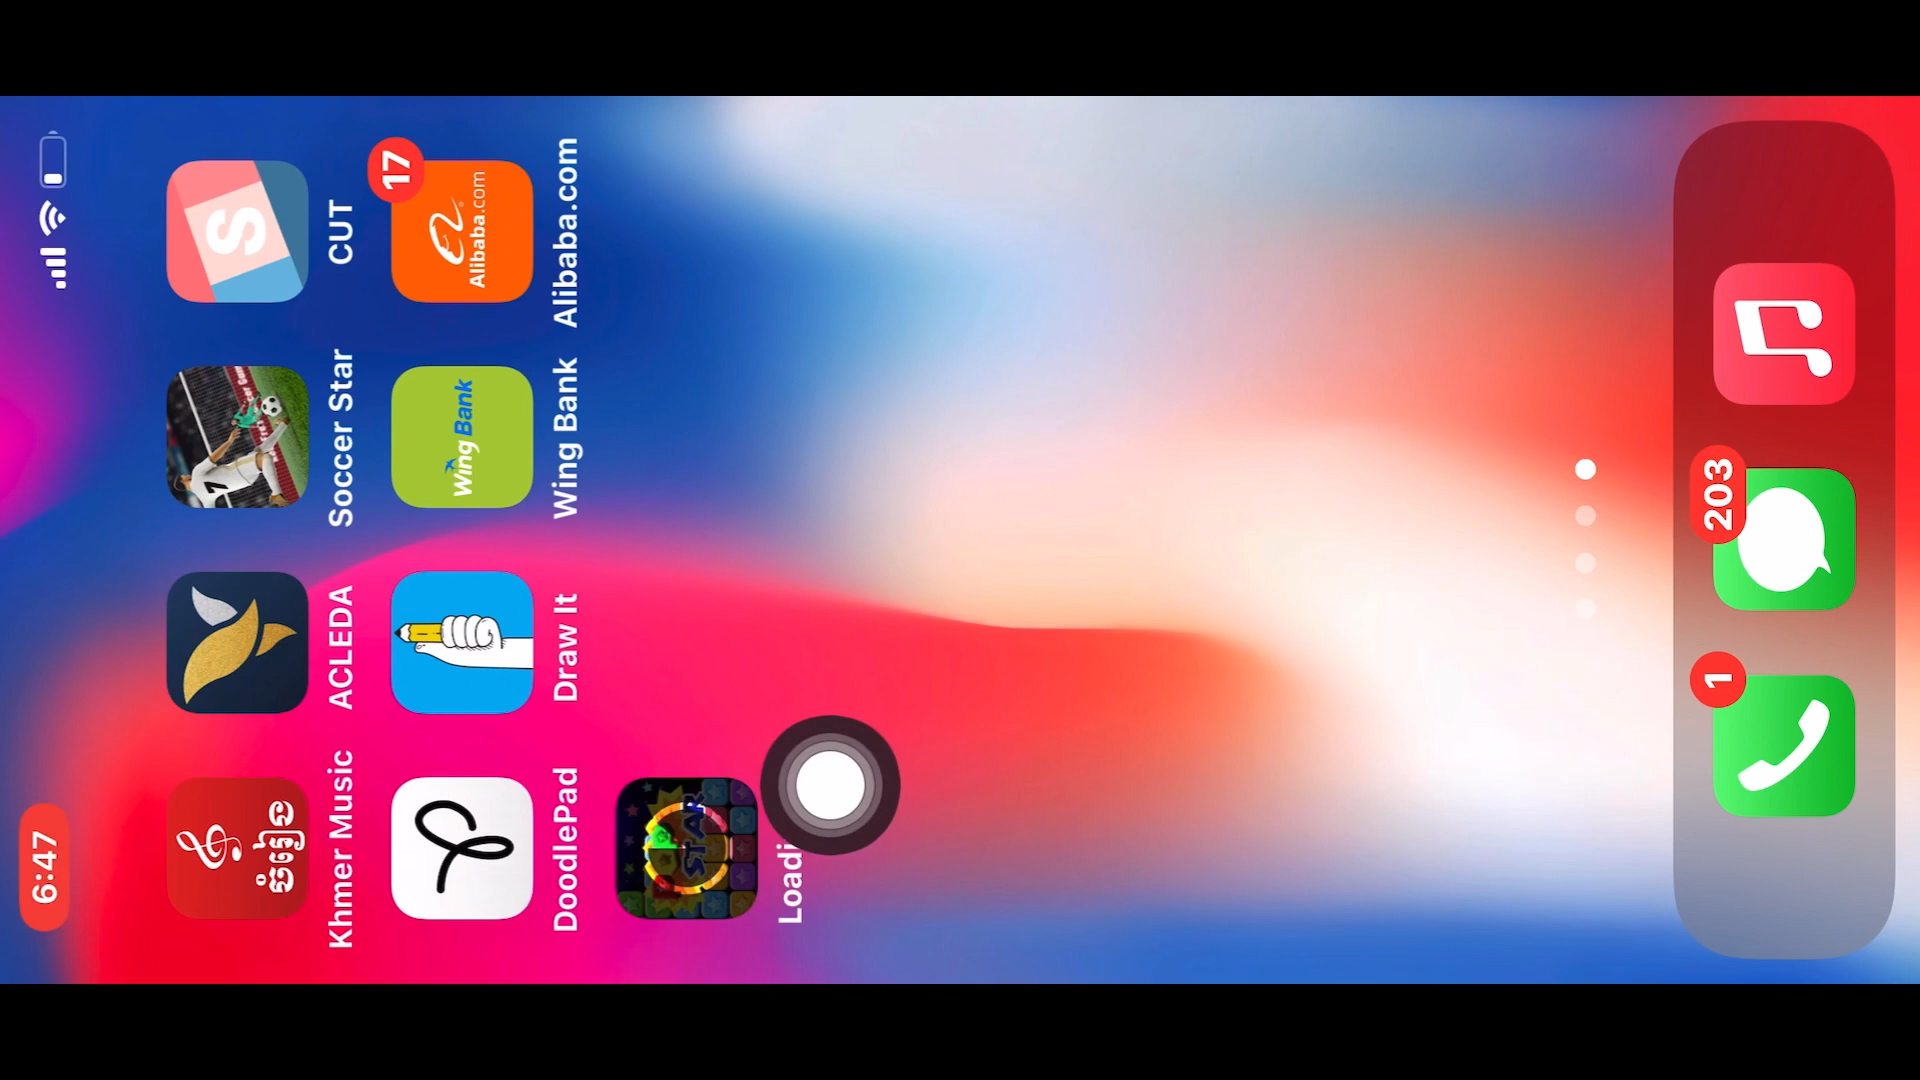 6:47
S
Khmer Music ACLEDA Soccer Star CUT
17
Wing Bank
Alibaba.com
DoodlePad Draw It Wing Bank Alibaba.com
STAR
Loadi
1 203